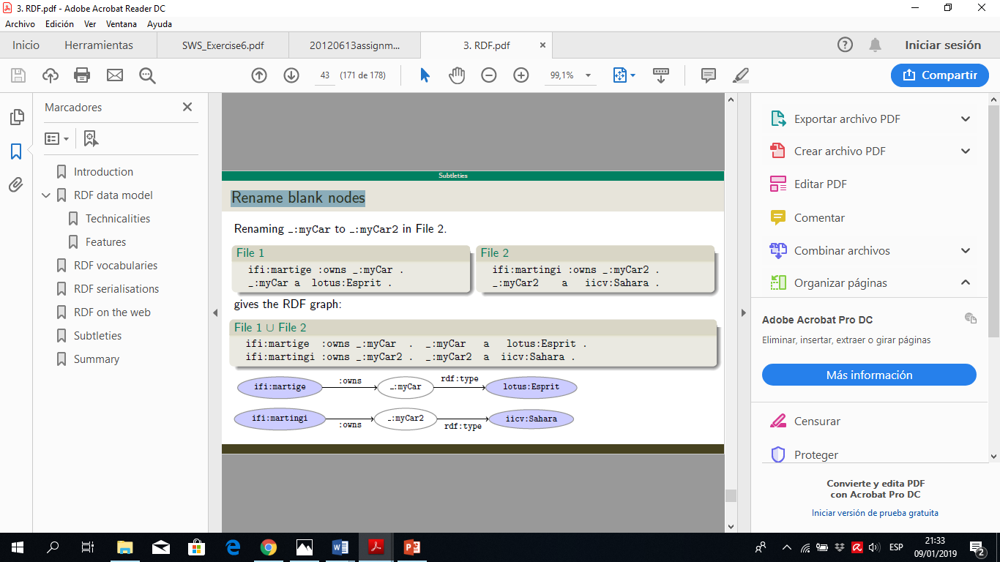 3. RDF.pdf - Adobe Acrobat Reader DC
Archivo Edición Ver Ventana Ayuda
Inicio Herramientas SWS_Exercise6.pdf 20120613assignm... 3. RDF.pdf Iniciar sesión
43 (171 de 178) 99,1% Compartir
Marcadores
Introduction
RDF data model
Technicalities
Features
RDF vocabularies
RDF serialisations
RDF on the web
Subtleties
Summary
Subtleties
Rename blank nodes
Renaming _:myCar to _:myCar2 in File 2.
File 1
ifi:martige :owns _:myCar .
_:myCar a lotus:Esprit .
File 2
ifi:martingi :owns _:myCar2 .
_:myCar2 a iicv:Sahara .
gives the RDF graph:
File 1 ∪ File 2
ifi:martige :owns _:myCar . _:myCar a lotus:Esprit .
ifi:martingi :owns _:myCar2 . _:myCar2 a iicv:Sahara .
ifi:martige :owns _:myCar rdf:type lotus:Esprit
ifi:martingi :owns _:myCar2 rdf:type iicv:Sahara
Exportar archivo PDF
Crear archivo PDF
Editar PDF
Comentar
Combinar archivos
Organizar páginas
Adobe Acrobat Pro DC
Eliminar, insertar, extraer o girar páginas
Más información
Censurar
Proteger
Convierte y edita PDF
con Acrobat Pro DC
Iniciar versión de prueba gratuita
ESP 21:33
09/01/2019 2